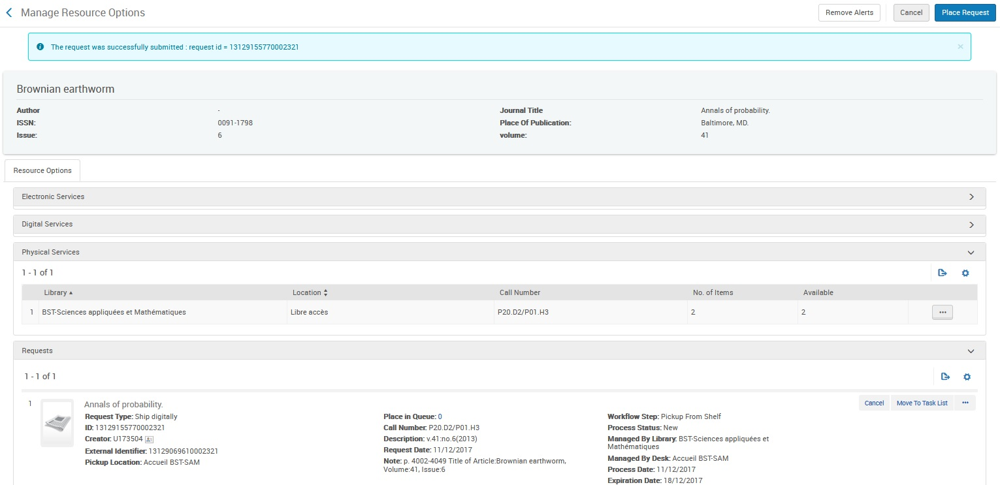 Manage Resource Options
Remove Alerts
Cancel
Place Request
The request was successfully submitted : request id = 13129155770002321
Brownian earthworm
Author -
Journal Title Annals of probability.
ISSN: 0091-1798
Place Of Publication: Baltimore, MD.
Issue: 6
volume: 41
Resource Options
Electronic Services
Digital Services
Physical Services
1 - 1 of 1
Library Location Call Number No. of Items Available
1 BST-Sciences appliquées et Mathématiques Libre accès P20.D2/P01.H3 2 2
Requests
1 - 1 of 1
1 Annals of probability.
Cancel Move To Task List
Request Type: Ship digitally
ID: 13129155770002321
Creator: U173504
External Identifier: 13129069610002321
Pickup Location: Accueil BST-SAM
Place in Queue: 0
Call Number: P20.D2/P01.H3
Description: v.41:no.6(2013)
Request Date: 11/12/2017
Note: p. 4002-4049 Title of Article:Brownian earthworm,
Volume:41, Issue:6
Workflow Step: Pickup From Shelf
Process Status: New
Managed By Library: BST-Sciences appliquées et
Mathématiques
Managed By Desk: Accueil BST-SAM
Process Date: 11/12/2017
Expiration Date: 18/12/2017